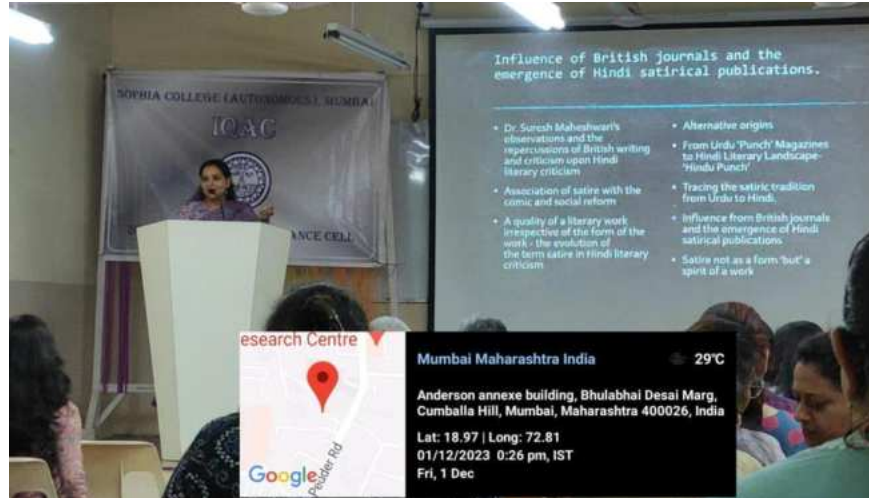 SOPHIA COLLEGE (AUTONOMOUS), MUMBAI
IQAC
ANCE CELL
Influence of British journals and the
emergence of Hindi satirical publications.
• Dr. Suresh Maheshwari's
observations and the
repercussions of British writing
and criticism upon Hindi
literary criticism
• Association of satire with the
comic and social reform
• A quality of a literary work
irrespective of the form of the
work - the evolution of
the term satire in Hindi literary
criticism
• Alternative origins
• From Urdu 'Punch' Magazines
to Hindi Literary Landscape-
'Hindu Punch'
• Tracing the satiric tradition
from Urdu to Hindi.
• Influence from British journals
and the emergence of Hindi
satirical publications
• Satire not as a form 'but' a
spirit of a work
esearch Centre
Peuder Rd
Google
Mumbai Maharashtra India
29°C
Anderson annexe building, Bhulabhai Desai Marg,
Cumballa Hill, Mumbai, Maharashtra 400026, India
Lat: 18.97 | Long: 72.81
01/12/2023 0:26 pm, IST
Fri, 1 Dec